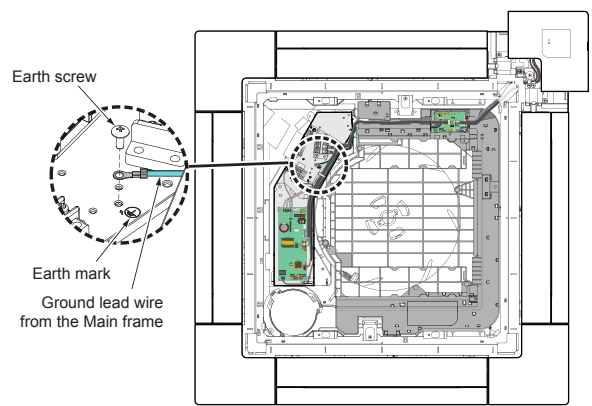 Earth screw
Earth mark
Ground lead wire
from the Main frame